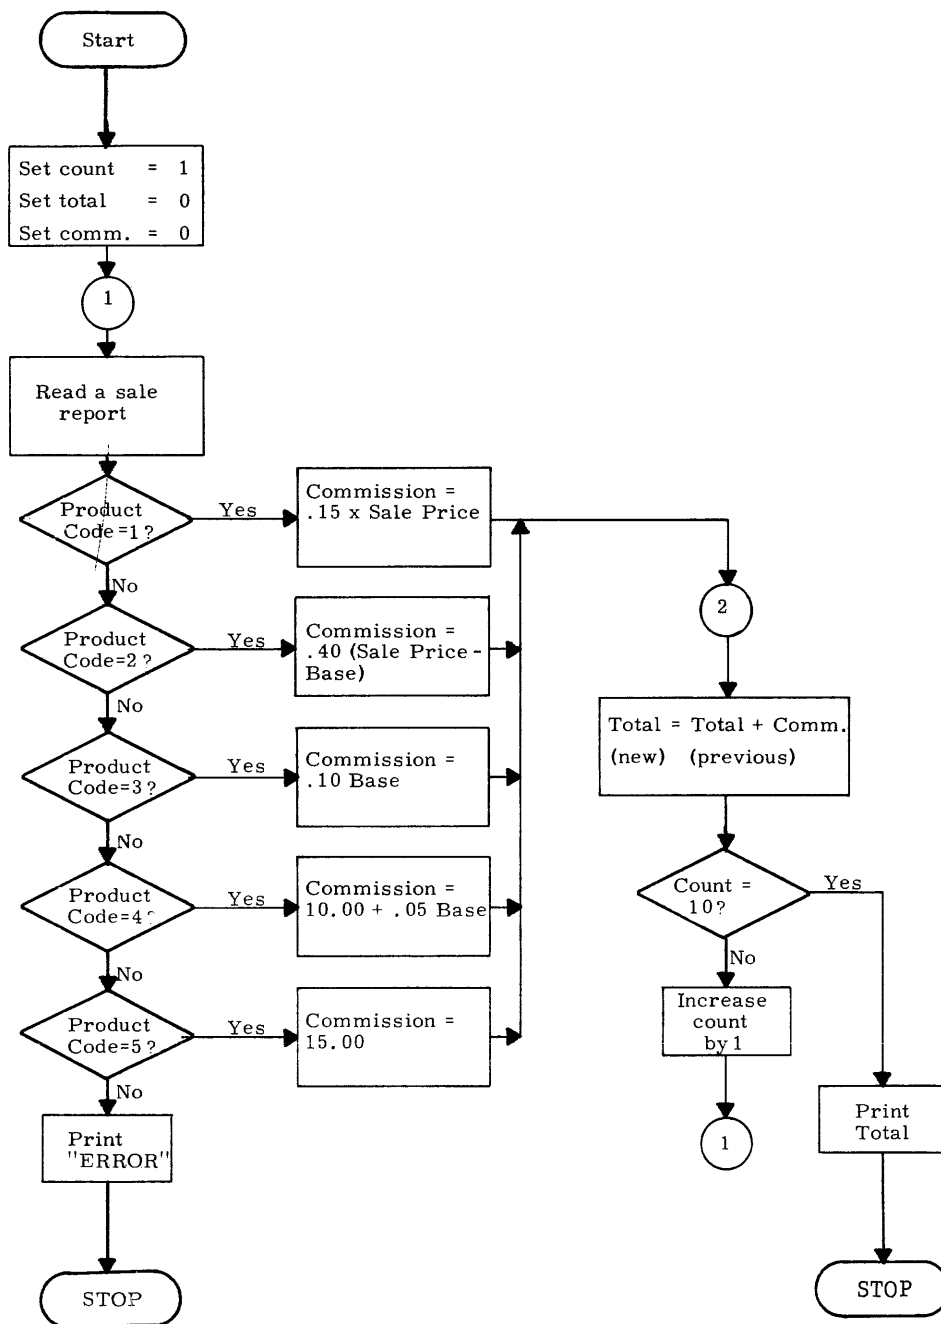 Start
Set count = 1
Set total = 0
Set comm. = 0
1
Read a sale
report
Product
Code=1?
Yes
Commission =
.15 x Sale Price
No
Product
Code=2?
Yes
Commission =
.40 (Sale Price -
Base)
No
Product
Code=3?
Yes
Commission =
.10 Base
No
Product
Code=4?
Yes
Commission =
10.00 + .05 Base
No
Product
Code=5?
Yes
Commission =
15.00
No
Print
"ERROR"
STOP
2
Total = Total + Comm.
(new) (previous)
Count =
10?
Yes
No
Increase
count
by 1
1
Print
Total
STOP